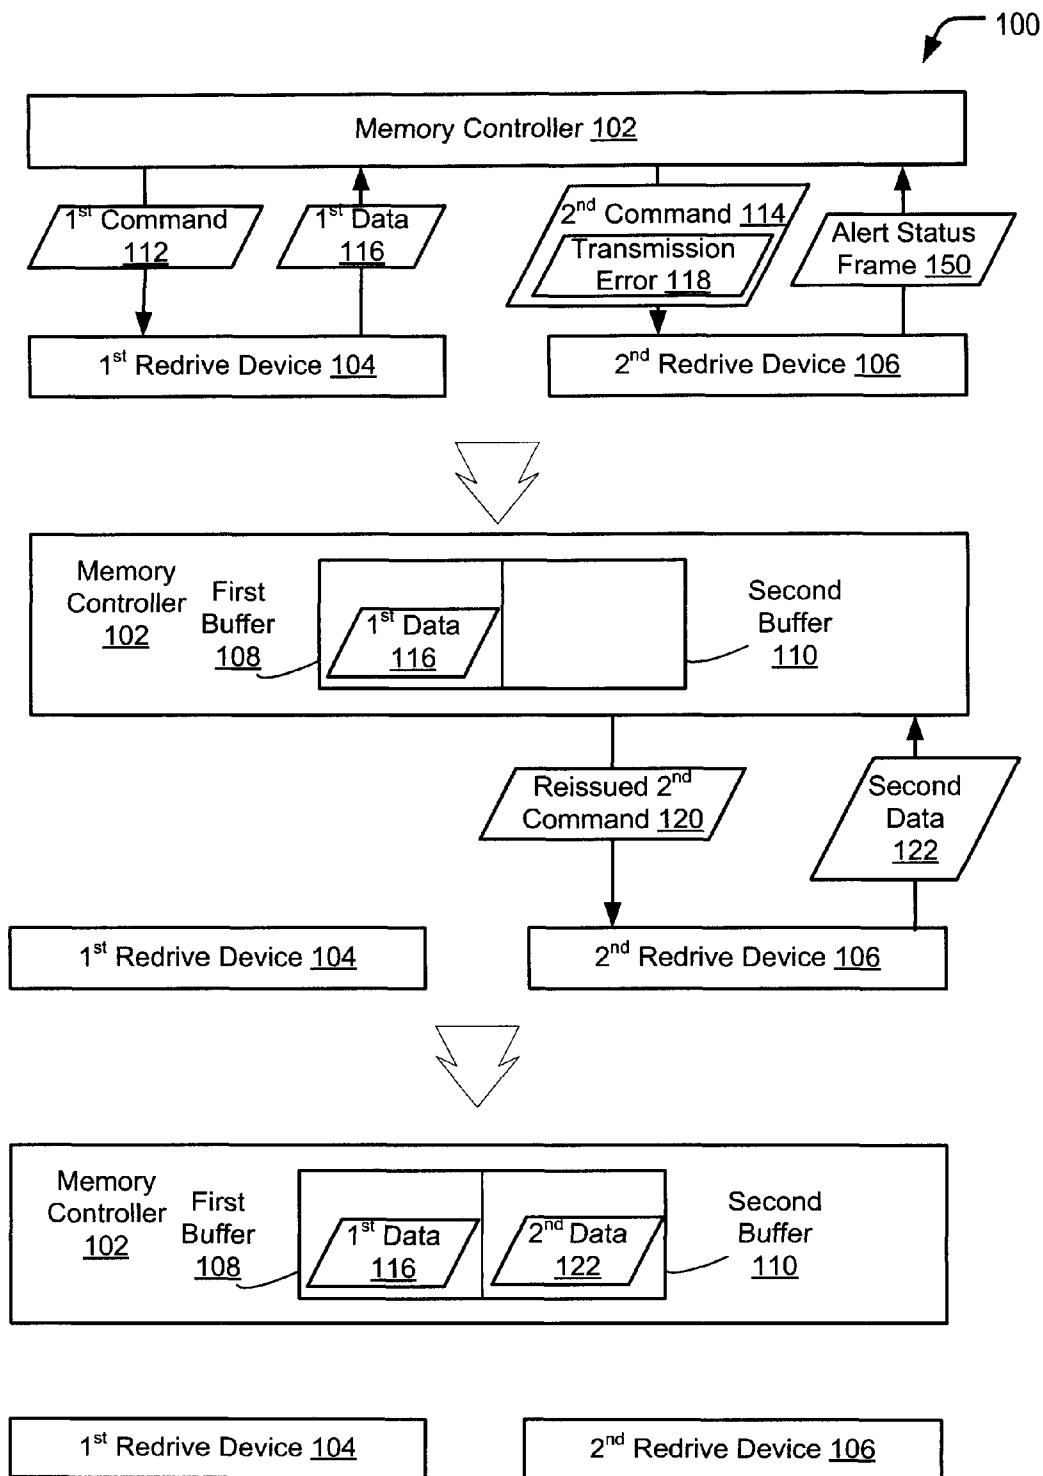 100
Memory Controller 102
1st Command
112
1st Data
116
2nd Command 114
Transmission
Error 118
Alert Status
Frame 150
1st Redrive Device 104
2nd Redrive Device 106
Memory
Controller
102
First
Buffer
108
1st Data
116
Second
Buffer
110
Reissued 2nd
Command 120
Second
Data
122
1st Redrive Device 104
2nd Redrive Device 106
Memory
Controller
102
First
Buffer
108
1st Data
116
2nd Data
122
Second
Buffer
110
1st Redrive Device 104
2nd Redrive Device 106